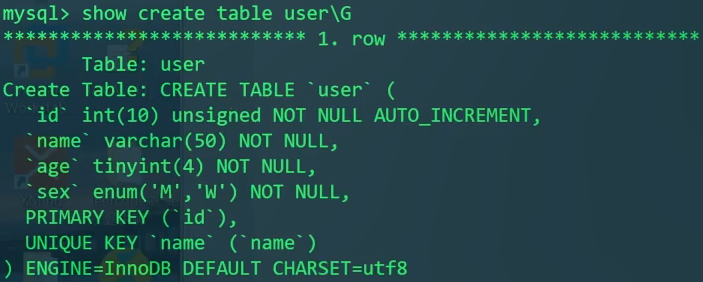 mysql> show create table user\G
*************************** 1. row ***************************
       Table: user
Create Table: CREATE TABLE `user` (
  `id` int(10) unsigned NOT NULL AUTO_INCREMENT,
  `name` varchar(50) NOT NULL,
  `age` tinyint(4) NOT NULL,
  `sex` enum('M','W') NOT NULL,
  PRIMARY KEY (`id`),
  UNIQUE KEY `name` (`name`)
) ENGINE=InnoDB DEFAULT CHARSET=utf8